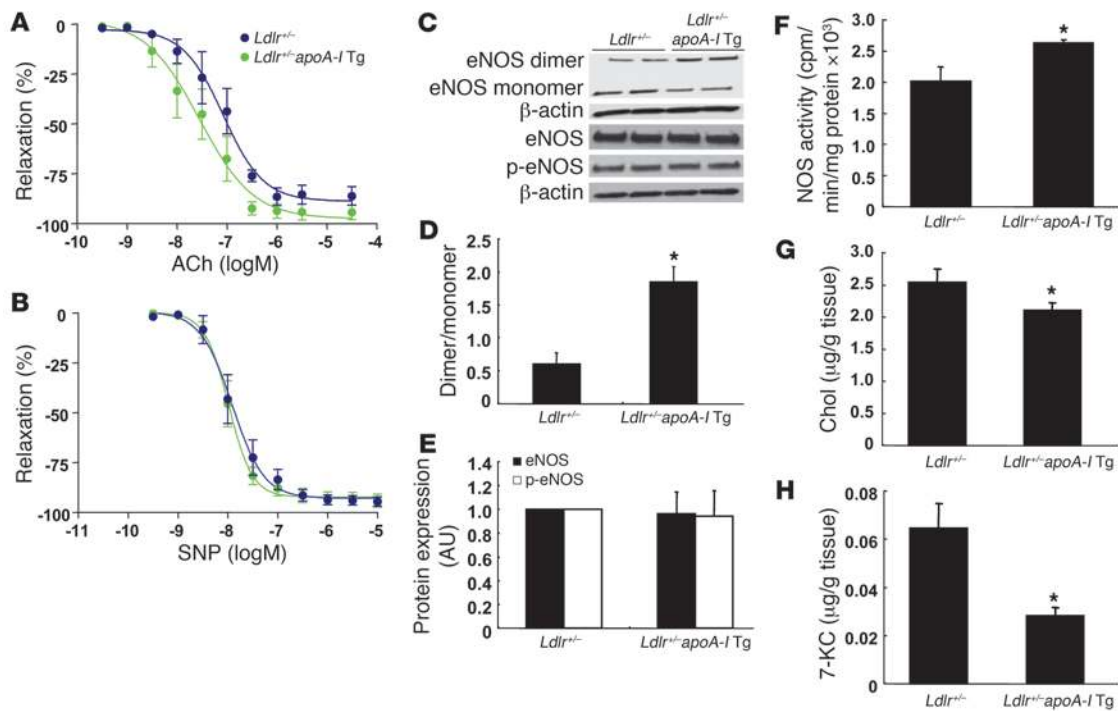 A
0
-25
-50
-75
-100
Relaxation (%)
Ldlr+/–
Ldlr+/–apoA-I Tg
-10 -9 -8 -7 -6 -5 -4
ACh (logM)
B
0
-25
-50
-75
-100
Relaxation (%)
-11 -10 -9 -8 -7 -6 -5
SNP (logM)
C
Ldlr+/–
Ldlr+/–
apoA-I Tg
eNOS dimer
eNOS monomer
β-actin
eNOS
p-eNOS
β-actin
D
2.5
2.0
1.5
1.0
0.5
0
Dimer/monomer
Ldlr+/–
Ldlr+/–apoA-I Tg
E
eNOS
p-eNOS
1.4
1.2
1.0
0.8
0.6
0.4
0.2
0
Protein expression
(AU)
Ldlr+/–
Ldlr+/–apoA-I Tg
F
3.0
2.5
2.0
1.5
1.0
0.5
0
NOS activity (cpm/
min/mg protein ×10³)
*
Ldlr+/–
Ldlr+/–apoA-I Tg
G
3.0
2.5
2.0
2.5
1.0
0.5
0
Chol (µg/g tissue)
*
Ldlr+/–
Ldlr+/–apoA-I Tg
H
0.08
0.06
0.04
0.02
0
7-KC (µg/g tissue)
*
Ldlr+/–
Ldlr+/–apoA-I Tg